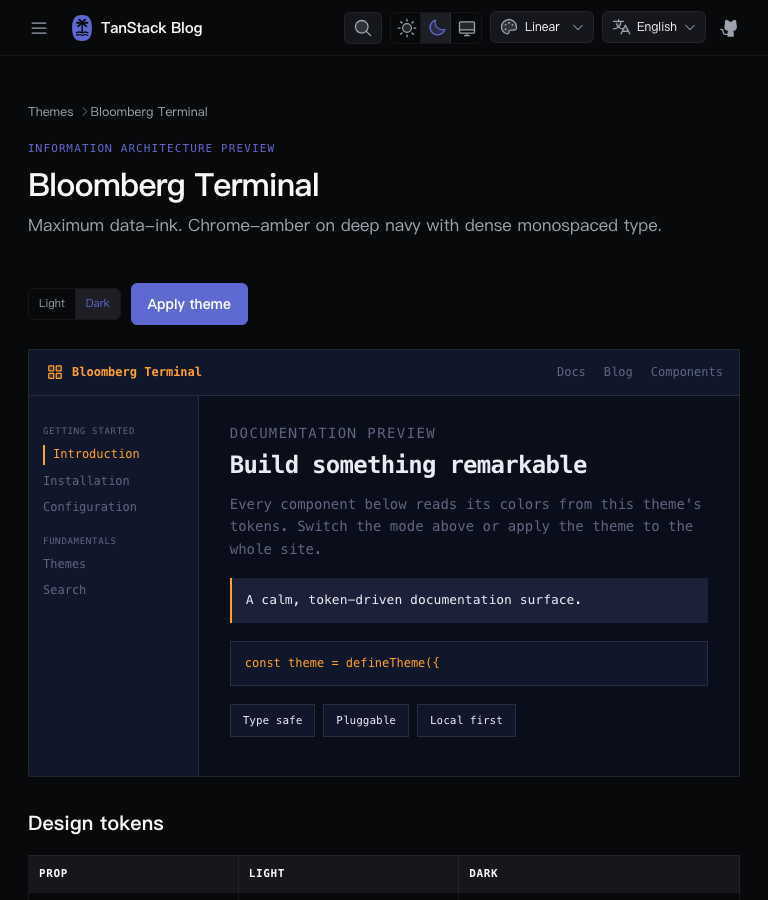 TanStack Blog
Linear
English
Themes
Bloomberg Terminal
INFORMATION ARCHITECTURE PREVIEW
Bloomberg Terminal
Maximum data-ink. Chrome-amber on deep navy with dense monospaced type.
Light
Dark
Apply theme
Bloomberg Terminal
Docs
Blog
Components
GETTING STARTED
Introduction
Installation
Configuration
FUNDAMENTALS
Themes
Search
DOCUMENTATION PREVIEW
Build something remarkable
Every component below reads its colors from this theme's
tokens. Switch the mode above or apply the theme to the
whole site.
A calm, token-driven documentation surface.
const theme = defineTheme({
Type safe
Pluggable
Local first
Design tokens
PROP
LIGHT
DARK